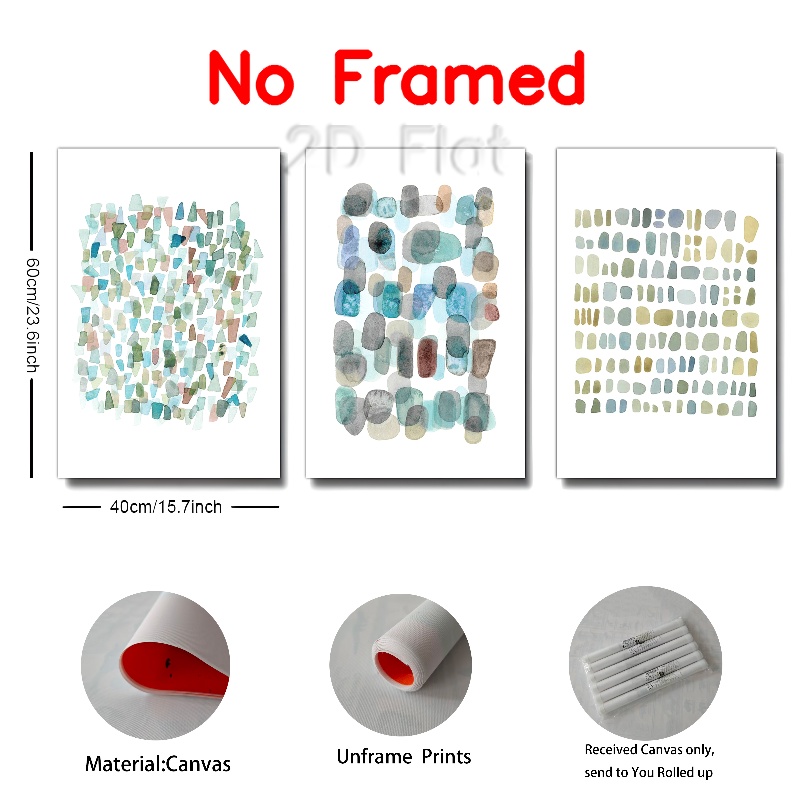 No Framed
2D Flat
60cm/23.6inch
40cm/15.7inch
Material:Canvas
Unframe Prints
Received Canvas only,
send to You Rolled up